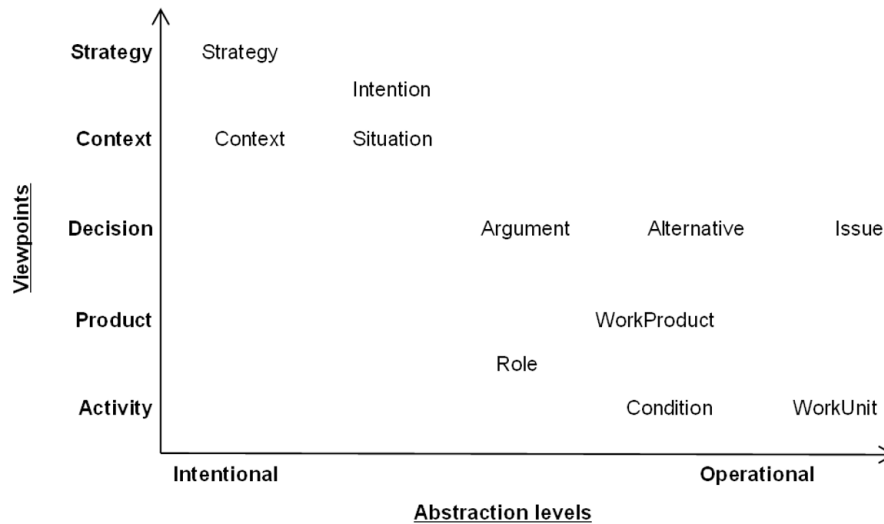 Strategy Strategy
Intention
Context Context Situation
Viewpoints
Decision Argument Alternative Issue
Product WorkProduct
Role
Activity Condition WorkUnit
Intentional Operational
Abstraction levels